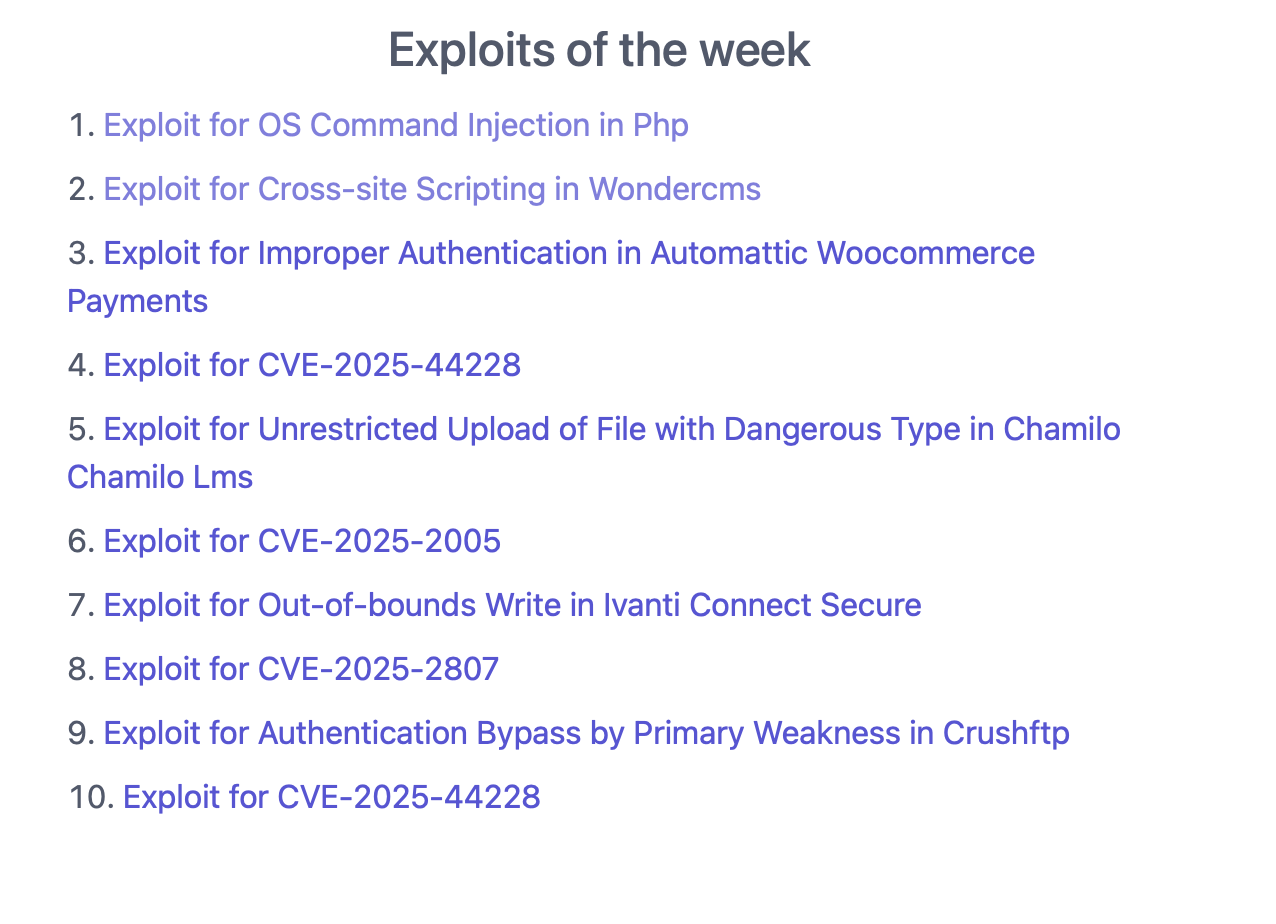 Exploits of the week
1. Exploit for OS Command Injection in Php
2. Exploit for Cross-site Scripting in Wondercms
3. Exploit for Improper Authentication in Automattic Woocommerce
Payments
4. Exploit for CVE-2025-44228
5. Exploit for Unrestricted Upload of File with Dangerous Type in Chamilo
Chamilo Lms
6. Exploit for CVE-2025-2005
7. Exploit for Out-of-bounds Write in Ivanti Connect Secure
8. Exploit for CVE-2025-2807
9. Exploit for Authentication Bypass by Primary Weakness in Crushftp
10. Exploit for CVE-2025-44228